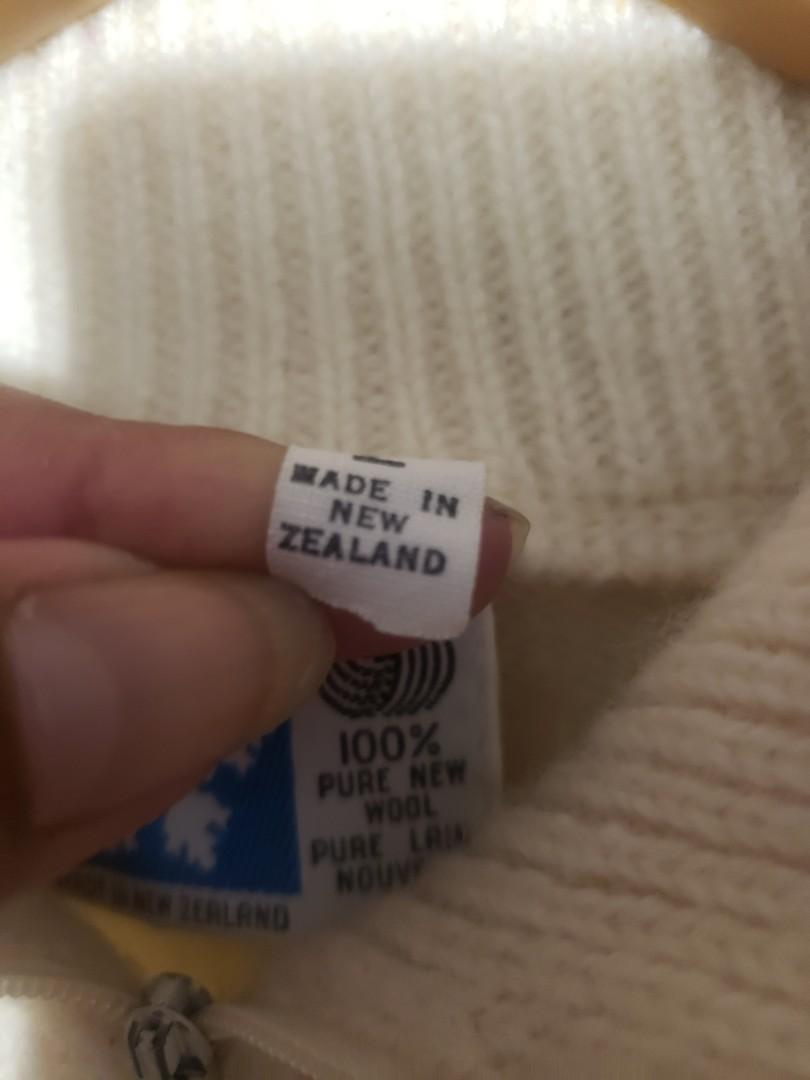 MADE IN
NEW
ZEALAND
100%
PURE NEW
WOOL
PURE
NEW ZEALAND